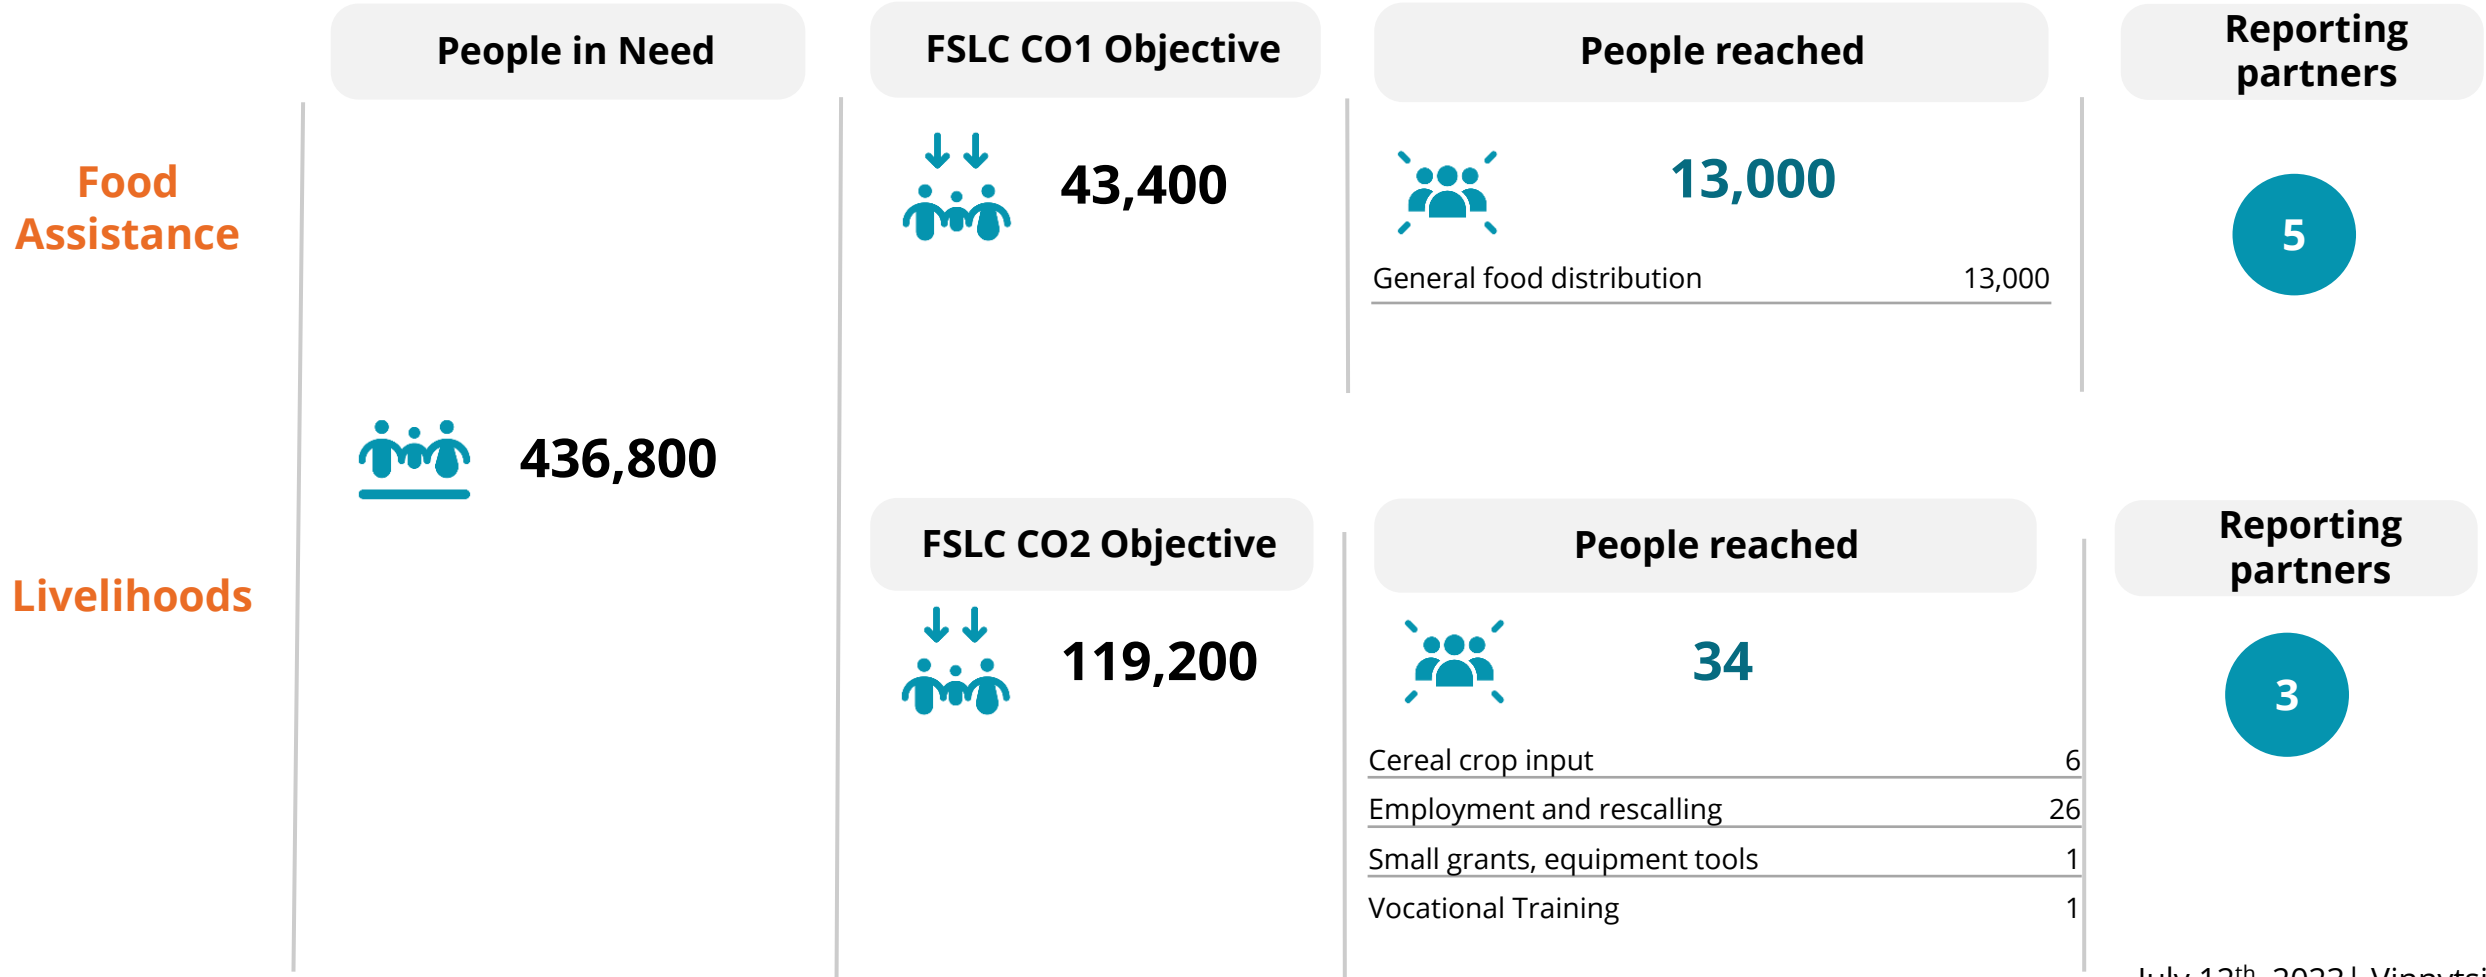 People in Need
FSLC CO1 Objective
People reached
Reporting
partners
Food
Assistance
43,400
13,000
5
General food distribution 13,000
436,800
FSLC CO2 Objective
People reached
Reporting
partners
Livelihoods
119,200
34
3
Cereal crop input 6
Employment and rescalling 26
Small grants, equipment tools 1
Vocational Training 1